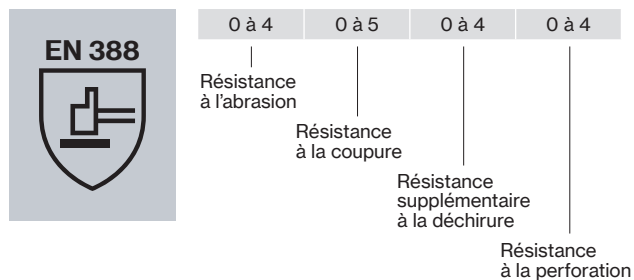 EN 388
0 à 4 0 à 5 0 à 4 0 à 4
Résistance
à l'abrasion
Résistance
à la coupure
Résistance
supplémentaire
à la déchirure
Résistance
à la perforation